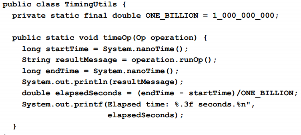 public class TimingUtils {
private static final double ONE_BILLION = 1_000_000_000;
public static void timeOp(Op operation) {
long startTime = System.nanoTime();
String resultMessage = operation.runOp();
long endTime = System.nanoTime();
System.out.println(resultMessage);
double elapsedSeconds = (endTime - startTime)/ONE_BILLION;
System.out.printf("Elapsed time: %.3f seconds.%n",
elapsedSeconds);
}